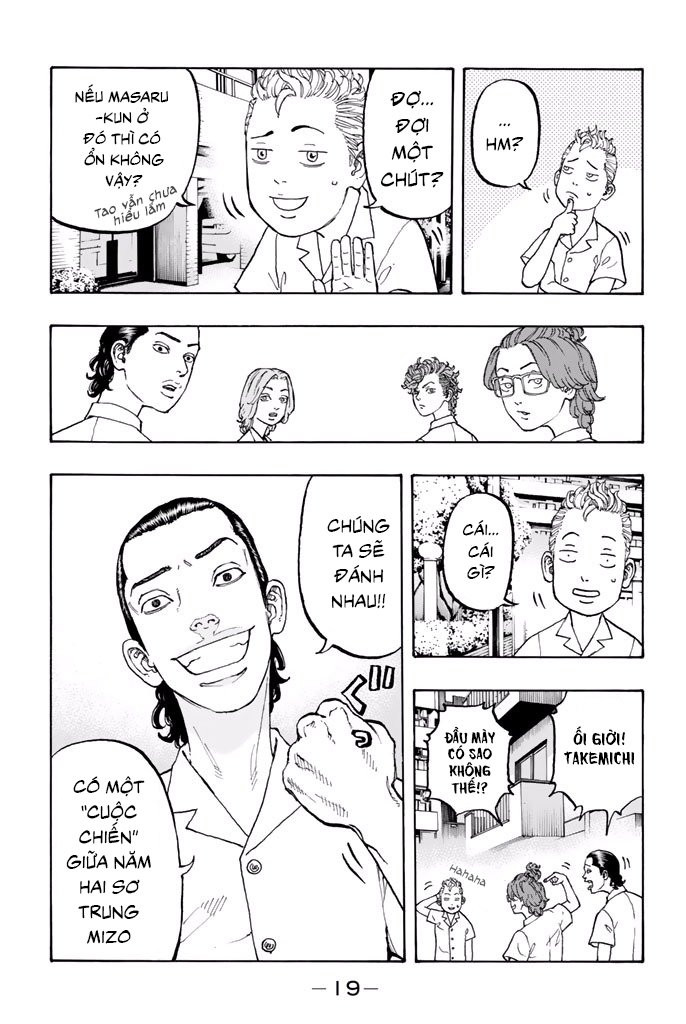 ...
HM?
ĐỢ...
ĐỢI
MỘT
CHÚT?
NẾU MASARU
-KUN Ở
ĐÓ THÌ CÓ
ỔN KHÔNG
VẬY?
Tao vẫn chưa
hiểu lắm
CÁI...
CÁI
GÌ?
CHÚNG
TA SẼ
ĐÁNH
NHAU!!
CÓ MỘT
"CUỘC
CHIẾN"
GIỮA NĂM
HAI SƠ
TRUNG
MIZO
ỐI GIỜI!
TAKEMICHI
ĐẦU MÀY
CÓ SAO
KHÔNG
THẾ!?
Hahaha
-19-